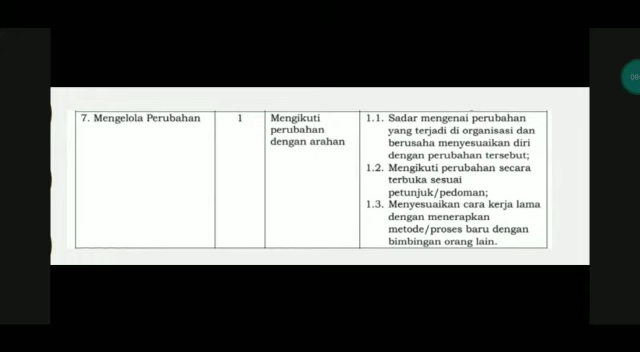 7. Mengelola Perubahan
1
Mengikuti
perubahan
dengan arahan
1.1. Sadar mengenai perubahan
yang terjadi di organisasi dan
berusaha menyesuaikan diri
dengan perubahan tersebut;
1.2. Mengikuti perubahan secara
terbuka sesuai
petunjuk/pedoman;
1.3. Menyesuaikan cara kerja lama
dengan menerapkan
metode/proses baru dengan
bimbingan orang lain.